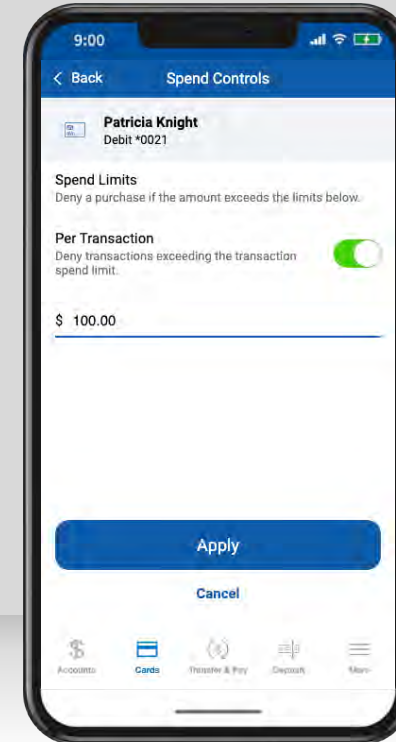 9:00
Back Spend Controls
Patricia Knight
Debit *0021
Spend Limits
Deny a purchase if the amount exceeds the limits below.
Per Transaction
Deny transactions exceeding the transaction
spend limit.
$ 100.00
Apply
Cancel
Accounts Cards Transfer & Pay Deposit More